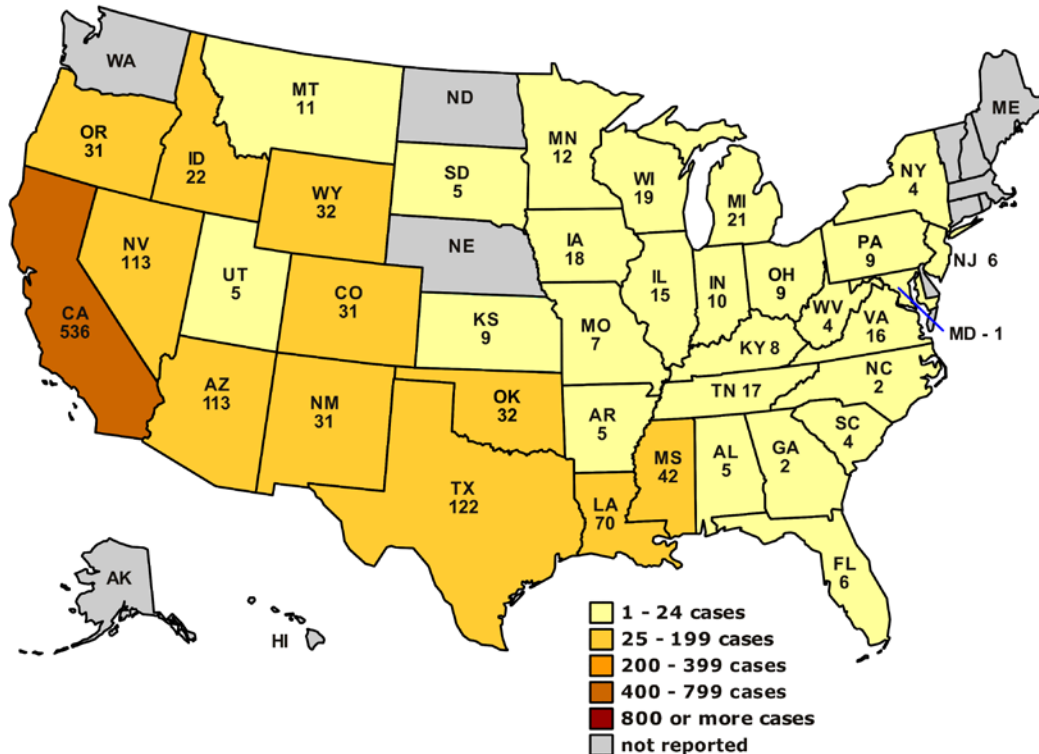 WA
MT
11
ND
ME
OR
31
ID
22
MN
12
SD
5
WI
19
NY
4
MI
21
WY
32
NE
IA
18
PA
9
NJ 6
NV
113
UT
5
CO
31
IL
15
IN
10
OH
9
WV
4
VA
16
MD - 1
CA
536
KS
9
MO
7
KY 8
NC
2
TN 17
AZ
113
NM
31
OK
32
AR
5
SC
4
MS
42
AL
5
GA
2
TX
122
LA
70
FL
6
AK
HI
1 - 24 cases
25 - 199 cases
200 - 399 cases
400 - 799 cases
800 or more cases
not reported